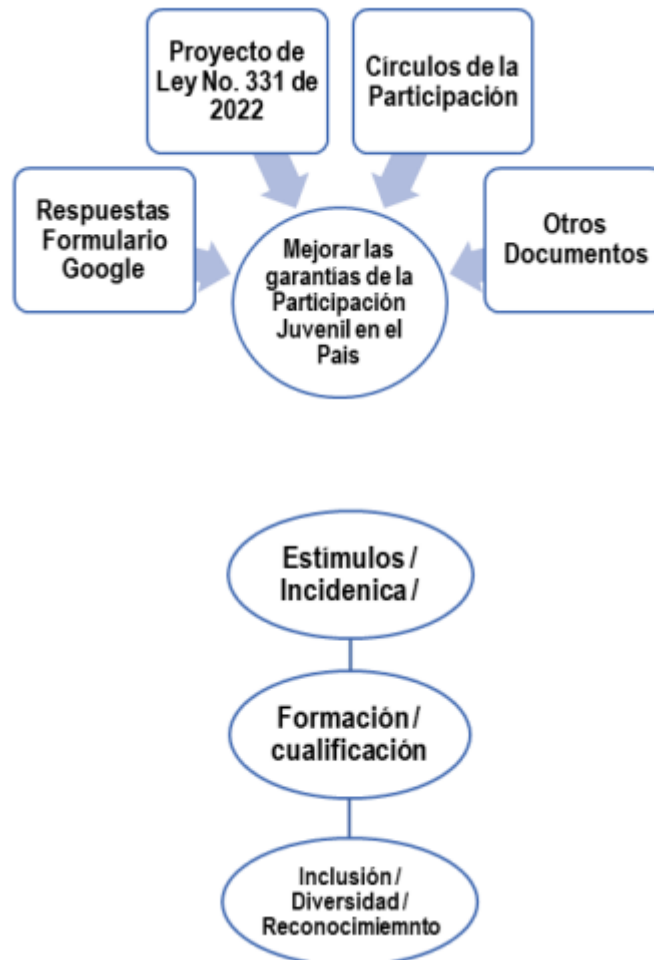 Proyecto de
Ley No. 331 de
2022
Círculos de la
Participación
Respuestas
Formulario
Google
Otros
Documentos
Mejorar las
garantías de la
Participación
Juvenil en el
Pais
Estímulos /
Incidenica /
Formación /
cualificación
Inclusión /
Diversidad /
Reconocimiemnto